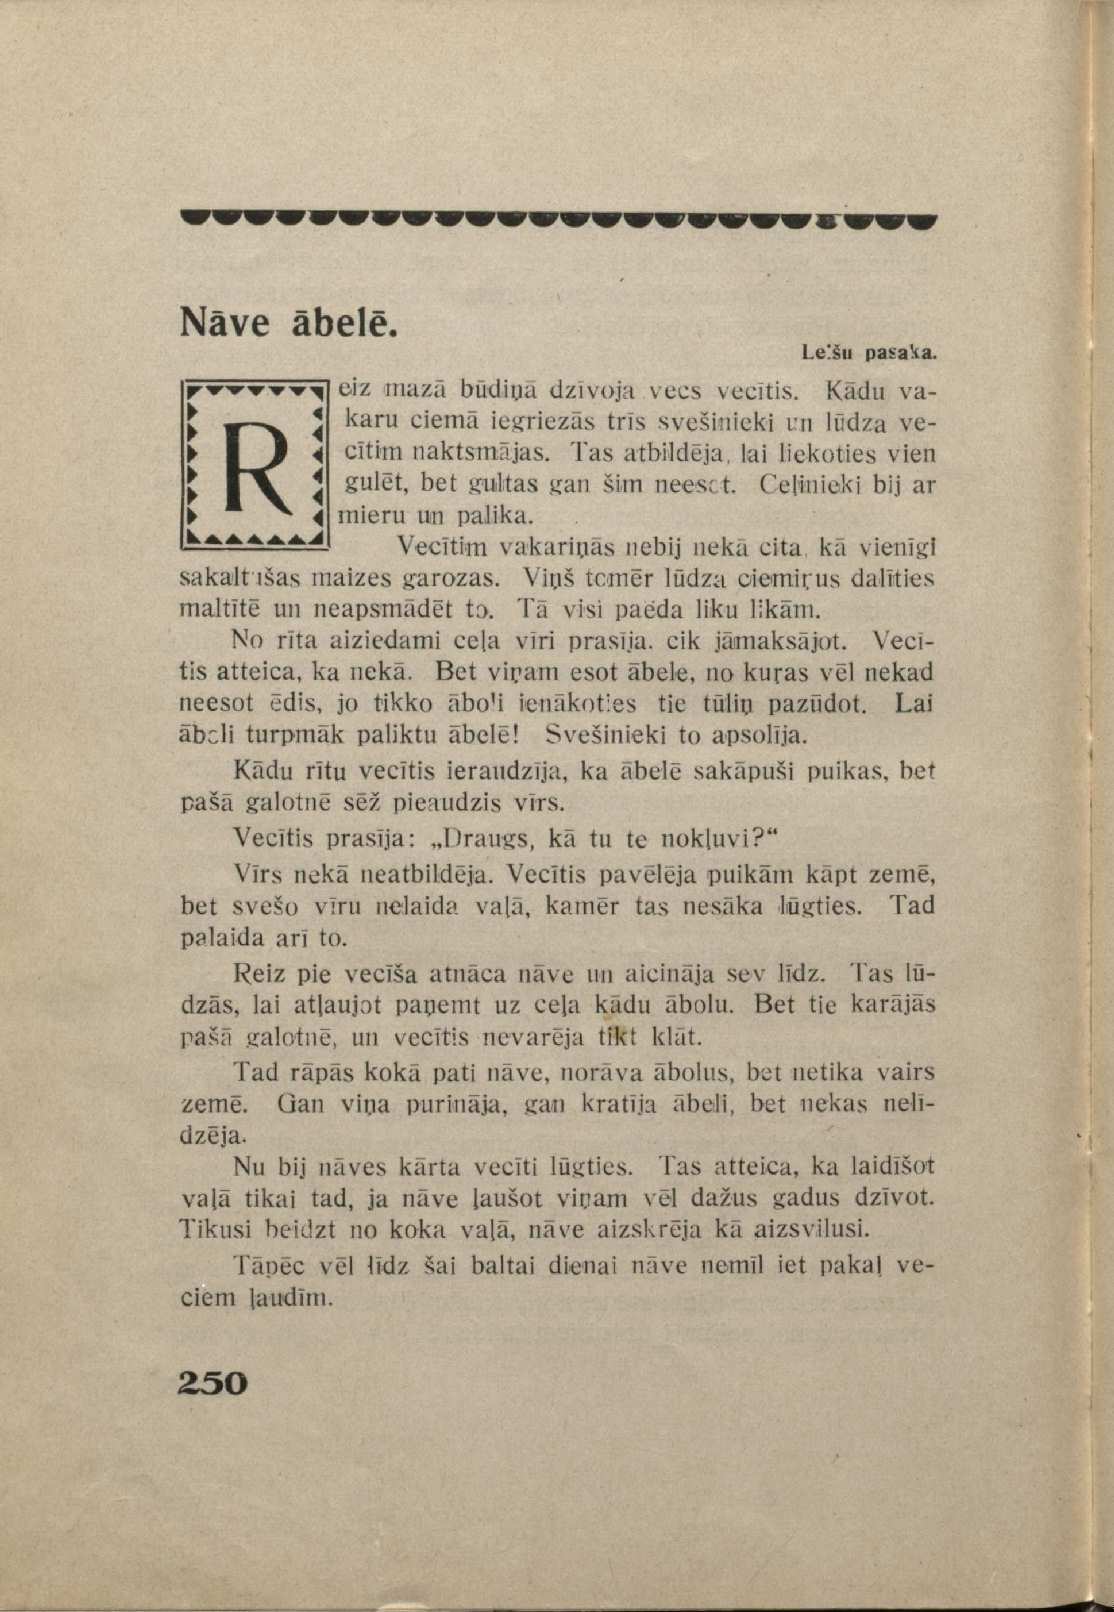 Nāve ābelē.
Leišu pasaka.
Reiz mazā būdiņā dzīvoja vecs vecītis. Kādu va-
karu ciemā iegriezās trīs svešinieki un lūdza ve-
cītim naktsmājas. Tas atbildēja, lai liekoties vien
gulēt, bet gultas gan šim neesot. Ceļinieki bij ar
mieru un palika.
Vecītim vakariņās nebij nekā cita, kā vienīgi
sakaltušas maizes garozas. Viņš tomēr lūdza ciemiņus dalīties
maltītē un neapsmādēt to. Tā visi paēda liku likām.
No rīta aiziedami ceļa vīri prasīja. cik jāmaksājot. Vecī-
tis atteica, ka nekā. Bet viņam esot ābele, no kuŗas vēl nekad
neesot ēdis, jo tikko āboli ienākoties tie tūliņ pazūdot. Lai
āboli turpmāk paliktu ābelē! Svešinieki to apsolīja.
Kādu rītu vecītis ieraudzīja, ka ābelē sakāpuši puikas, bet
pašā galotnē sēž pieaudzis vīrs.
Vecītis prasīja: „Draugs, kā tu te nokļuvi?“
Vīrs nekā neatbildēja. Vecītis pavēlēja puikām kāpt zemē,
bet svešo vīru nelaida vaļā, kamēr tas nesāka lūgties. Tad
palaida arī to.
Reiz pie vecīša atnāca nāve un aicināja sev līdz. Tas lū-
dzās, lai atļaujot paņemt uz ceļa kādu ābolu. Bet tie karājās
pašā galotnē, un vecītis nevarēja tikt klāt.
Tad rāpās kokā pati nāve, norāva ābolus, bet netika vairs
zemē. Gan viņa purināja, gan kratīja ābeli, bet nekas nelī-
dzēja.
Nu bij nāves kārta vecīti lūgties. Tas atteica, ka laidīšot
vaļā tikai tad, ja nāve ļaušot viņam vēl dažus gadus dzīvot.
Tikusi beidzt no koka vaļā, nāve aizskrēja kā aizsvilusi.
Tāpēc vēl līdz šai baltai dienai nāve nemīl iet pakaļ ve-
ciem ļaudīm.
250